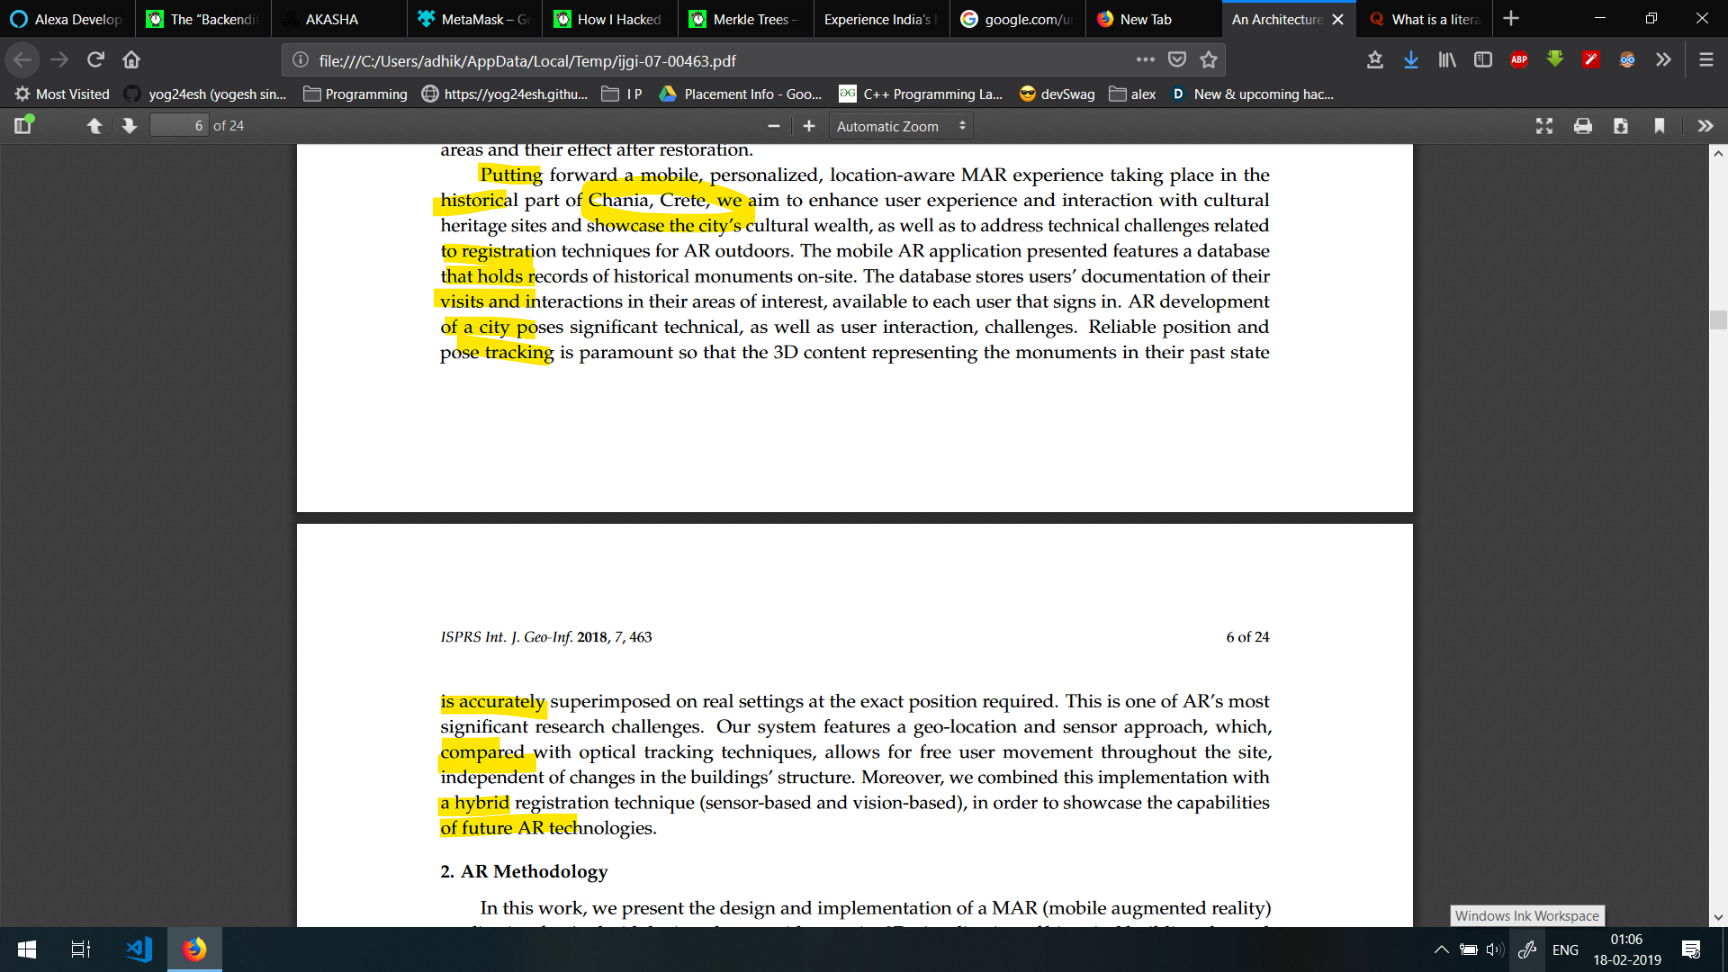 Alexa Develop
The “Backendi
AKASHA
MetaMask – Ge
How I Hacked
Merkle Trees –
Experience India's
google.com/u
New Tab
An Architecture
What is a litera
file:///C:/Users/adhik/AppData/Local/Temp/ijgi-07-00463.pdf
ABP
Most Visited
yog24esh (yogesh sin...
Programming
https://yog24esh.githu...
I P
Placement Info - Goo...
C++ Programming La...
devSwag
alex
D New & upcoming hac...
6 of 24
Automatic Zoom
areas and their effect after restoration.
Putting forward a mobile, personalized, location-aware MAR experience taking place in the
historical part of Chania, Crete, we aim to enhance user experience and interaction with cultural
heritage sites and showcase the city’s cultural wealth, as well as to address technical challenges related
to registration techniques for AR outdoors. The mobile AR application presented features a database
that holds records of historical monuments on-site. The database stores users’ documentation of their
visits and interactions in their areas of interest, available to each user that signs in. AR development
of a city poses significant technical, as well as user interaction, challenges. Reliable position and
pose tracking is paramount so that the 3D content representing the monuments in their past state
ISPRS Int. J. Geo-Inf. 2018, 7, 463
6 of 24
is accurately superimposed on real settings at the exact position required. This is one of AR’s most
significant research challenges. Our system features a geo-location and sensor approach, which,
compared with optical tracking techniques, allows for free user movement throughout the site,
independent of changes in the buildings’ structure. Moreover, we combined this implementation with
a hybrid registration technique (sensor-based and vision-based), in order to showcase the capabilities
of future AR technologies.
2. AR Methodology
In this work, we present the design and implementation of a MAR (mobile augmented reality)
Windows Ink Workspace
ENG
01:06
18-02-2019